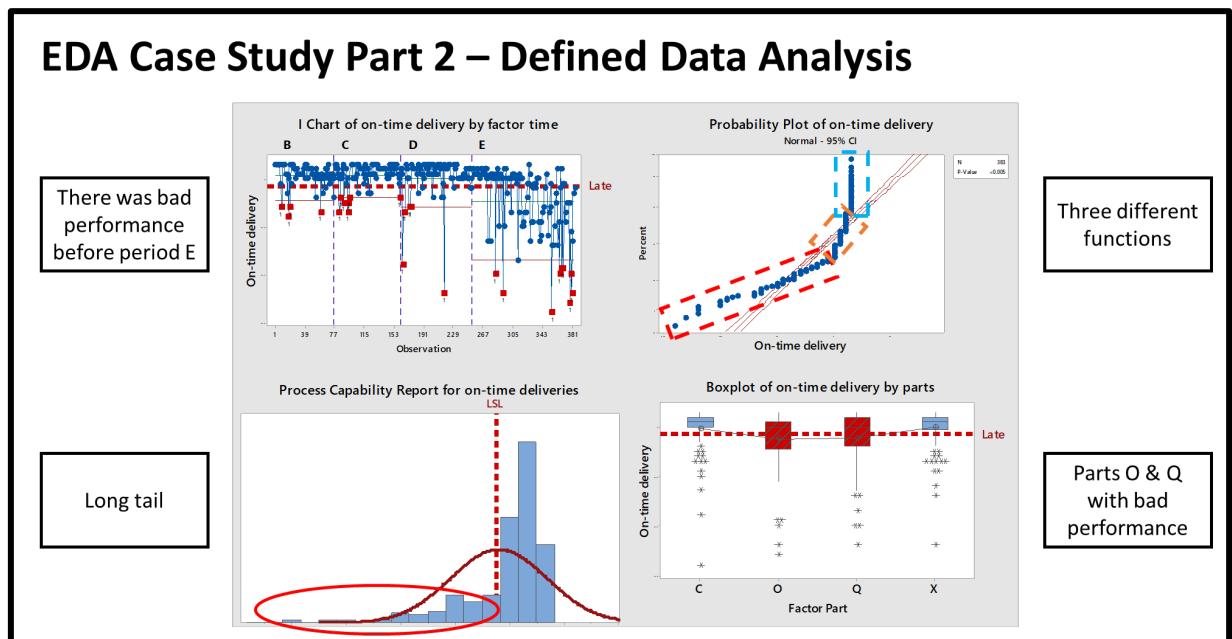 EDA Case Study Part 2 – Defined Data Analysis
There was bad
performance
before period E
Long tail
I Chart of on-time delivery by factor time
B C D E
Late
On-time delivery
1 39 77 115 153 191 229 267 305 343 381
Observation
Probability Plot of on-time delivery
Normal - 95% CI
N 383
P-Value <0.005
Percent
On-time delivery
Process Capability Report for on-time deliveries
LSL
Boxplot of on-time delivery by parts
Late
On-time delivery
C O Q X
Factor Part
Three different
functions
Parts O & Q
with bad
performance